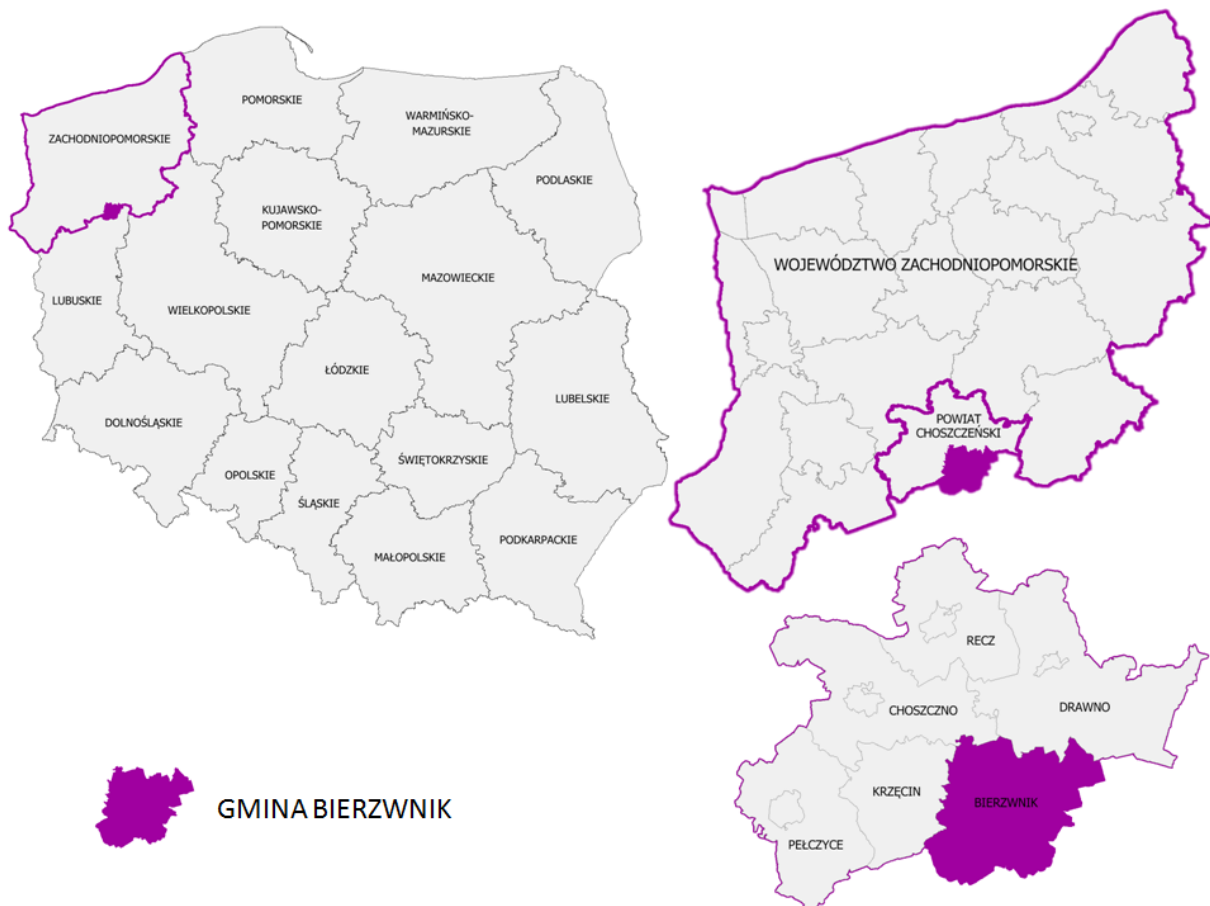 POMORSKIE
WARMIŃSKO-
MAZURSKIE
ZACHODNIOPOMORSKIE
PODLASKIE
KUJAWSKO-
POMORSKIE
MAZOWIECKIE
LUBUSKIE
WIELKOPOLSKIE
ŁÓDZKIE
LUBELSKIE
DOLNOŚLĄSKIE
ŚWIĘTOKRZYSKIE
OPOLSKIE
ŚLĄSKIE
PODKARPACKIE
MAŁOPOLSKIE
WOJEWÓDZTWO ZACHODNIOPOMORSKIE
POWIAT
CHOSZCZEŃSKI
RECZ
CHOSZCZNO
DRAWNO
KRZĘCIN
BIERZWNIK
PEŁCZYCE
GMINA BIERZWNIK